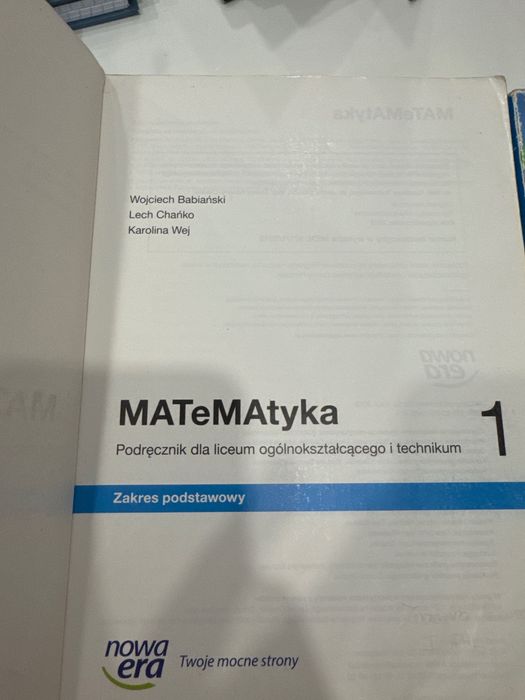 Wojciech Babiański
Lech Chańko
Karolina Wej
MATeMAtyka 1
Podręcznik dla liceum ogólnokształcącego i technikum
Zakres podstawowy
nowa
era
Twoje mocne strony